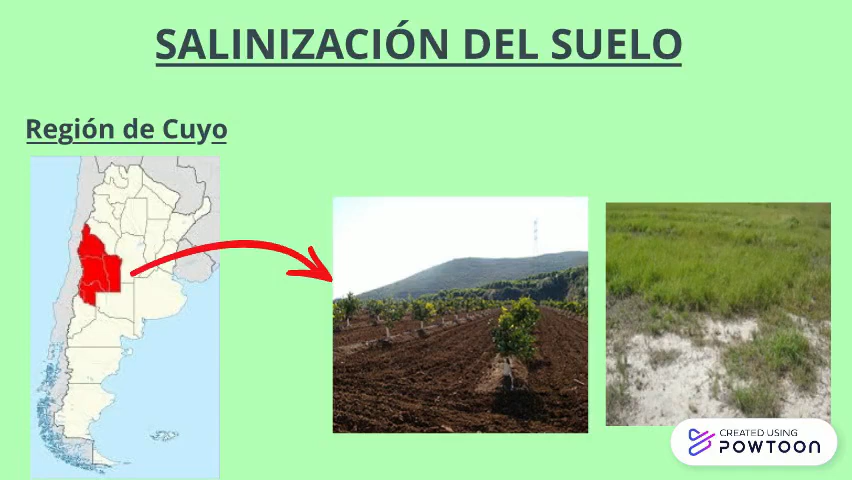 SALINIZACIÓN DEL SUELO
Región de Cuyo
CREATED USING
POWTOON